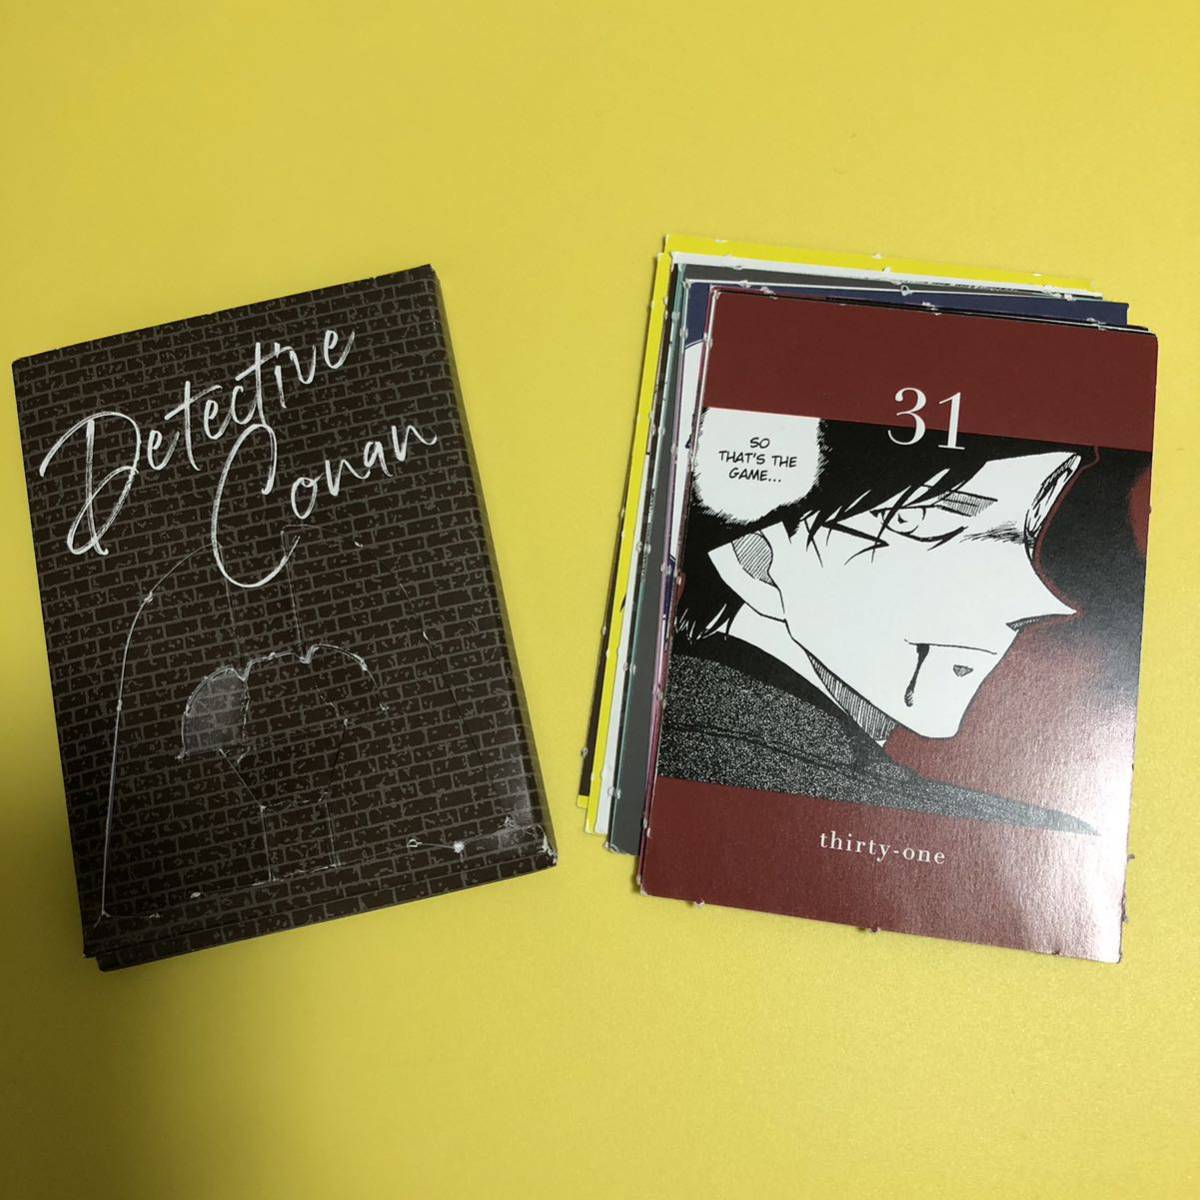 Detective
Conan
31
SO
THAT'S THE
GAME...
thirty-one